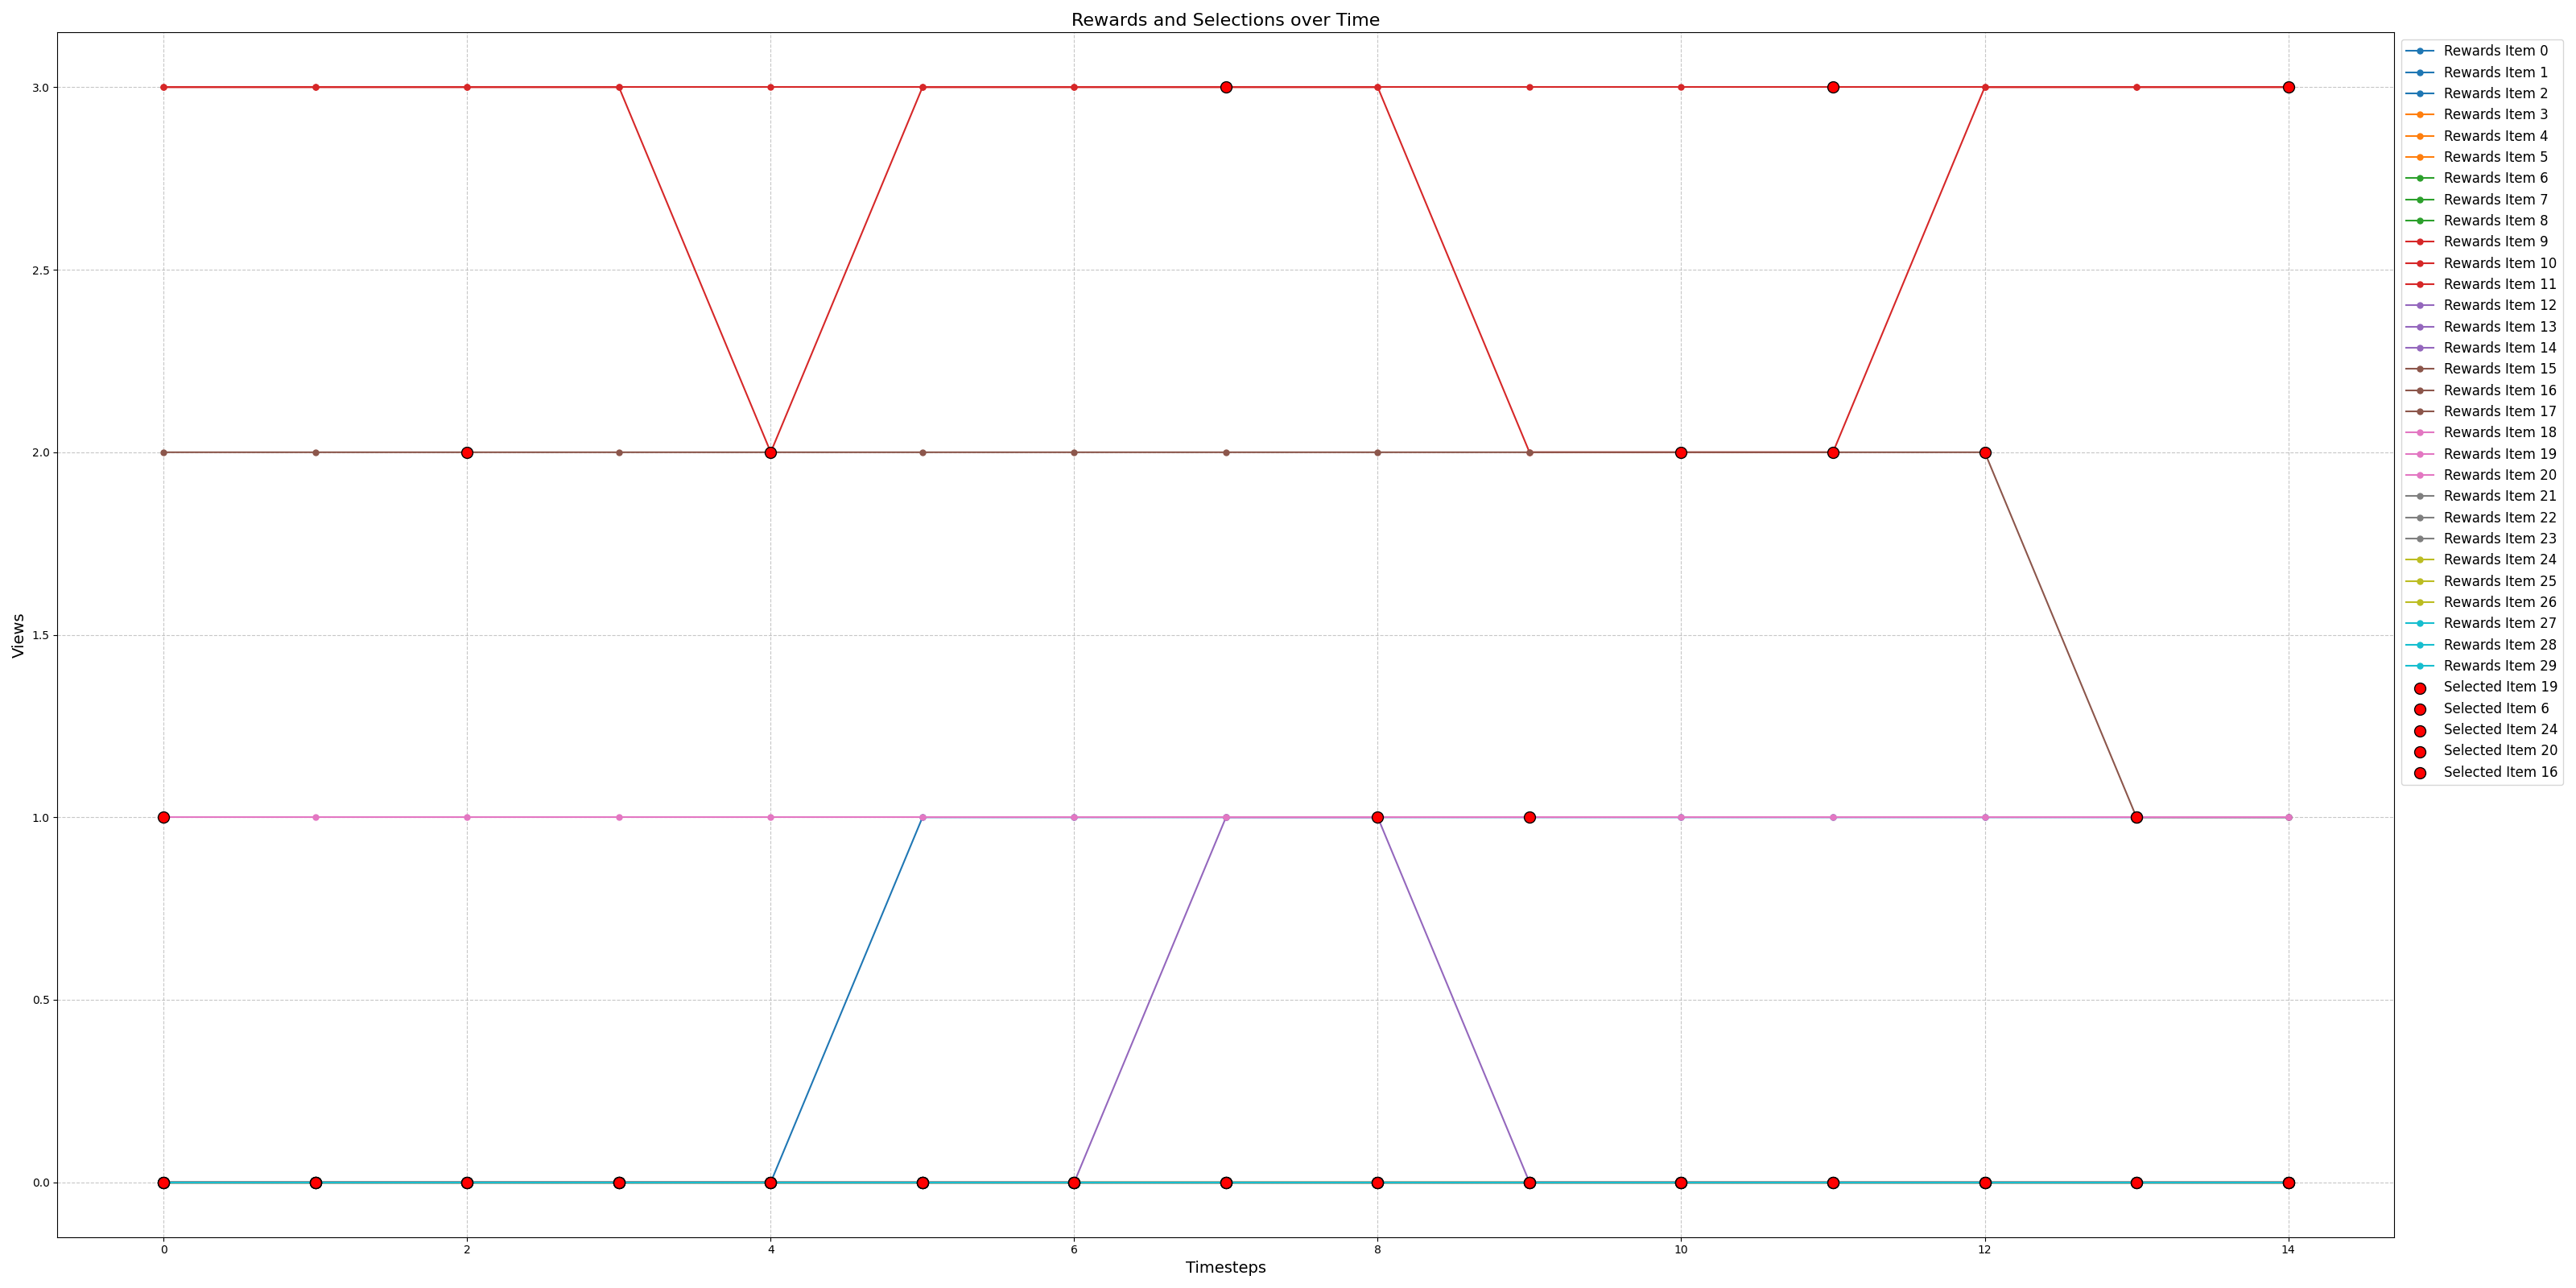 Rewards and Selections over Time
Views
3.0
2.5
2.0
1.5
1.0
0.5
0.0
0 2 4 6 8 10 12 14
Timesteps
Rewards Item 0
Rewards Item 1
Rewards Item 2
Rewards Item 3
Rewards Item 4
Rewards Item 5
Rewards Item 6
Rewards Item 7
Rewards Item 8
Rewards Item 9
Rewards Item 10
Rewards Item 11
Rewards Item 12
Rewards Item 13
Rewards Item 14
Rewards Item 15
Rewards Item 16
Rewards Item 17
Rewards Item 18
Rewards Item 19
Rewards Item 20
Rewards Item 21
Rewards Item 22
Rewards Item 23
Rewards Item 24
Rewards Item 25
Rewards Item 26
Rewards Item 27
Rewards Item 28
Rewards Item 29
Selected Item 19
Selected Item 6
Selected Item 24
Selected Item 20
Selected Item 16